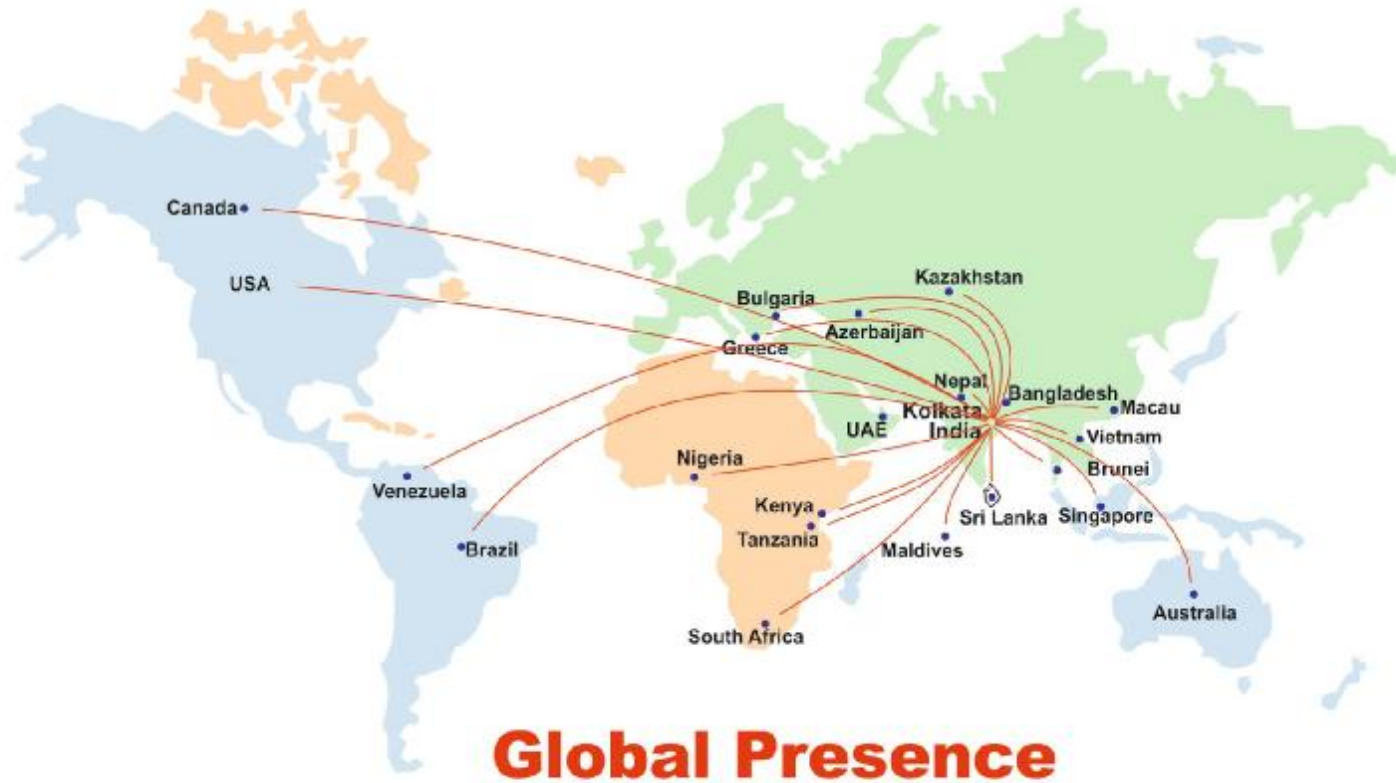 Canada
USA
Kazakhstan
Bulgaria
Azerbaijan
Greece
Nepal
Bangladesh
Kolkata
India
Macau
UAE
Vietnam
Nigeria
Brunei
Venezuela
Kenya
Sri Lanka
Singapore
Tanzania
Brazil
Maldives
Australia
South Africa
Global Presence